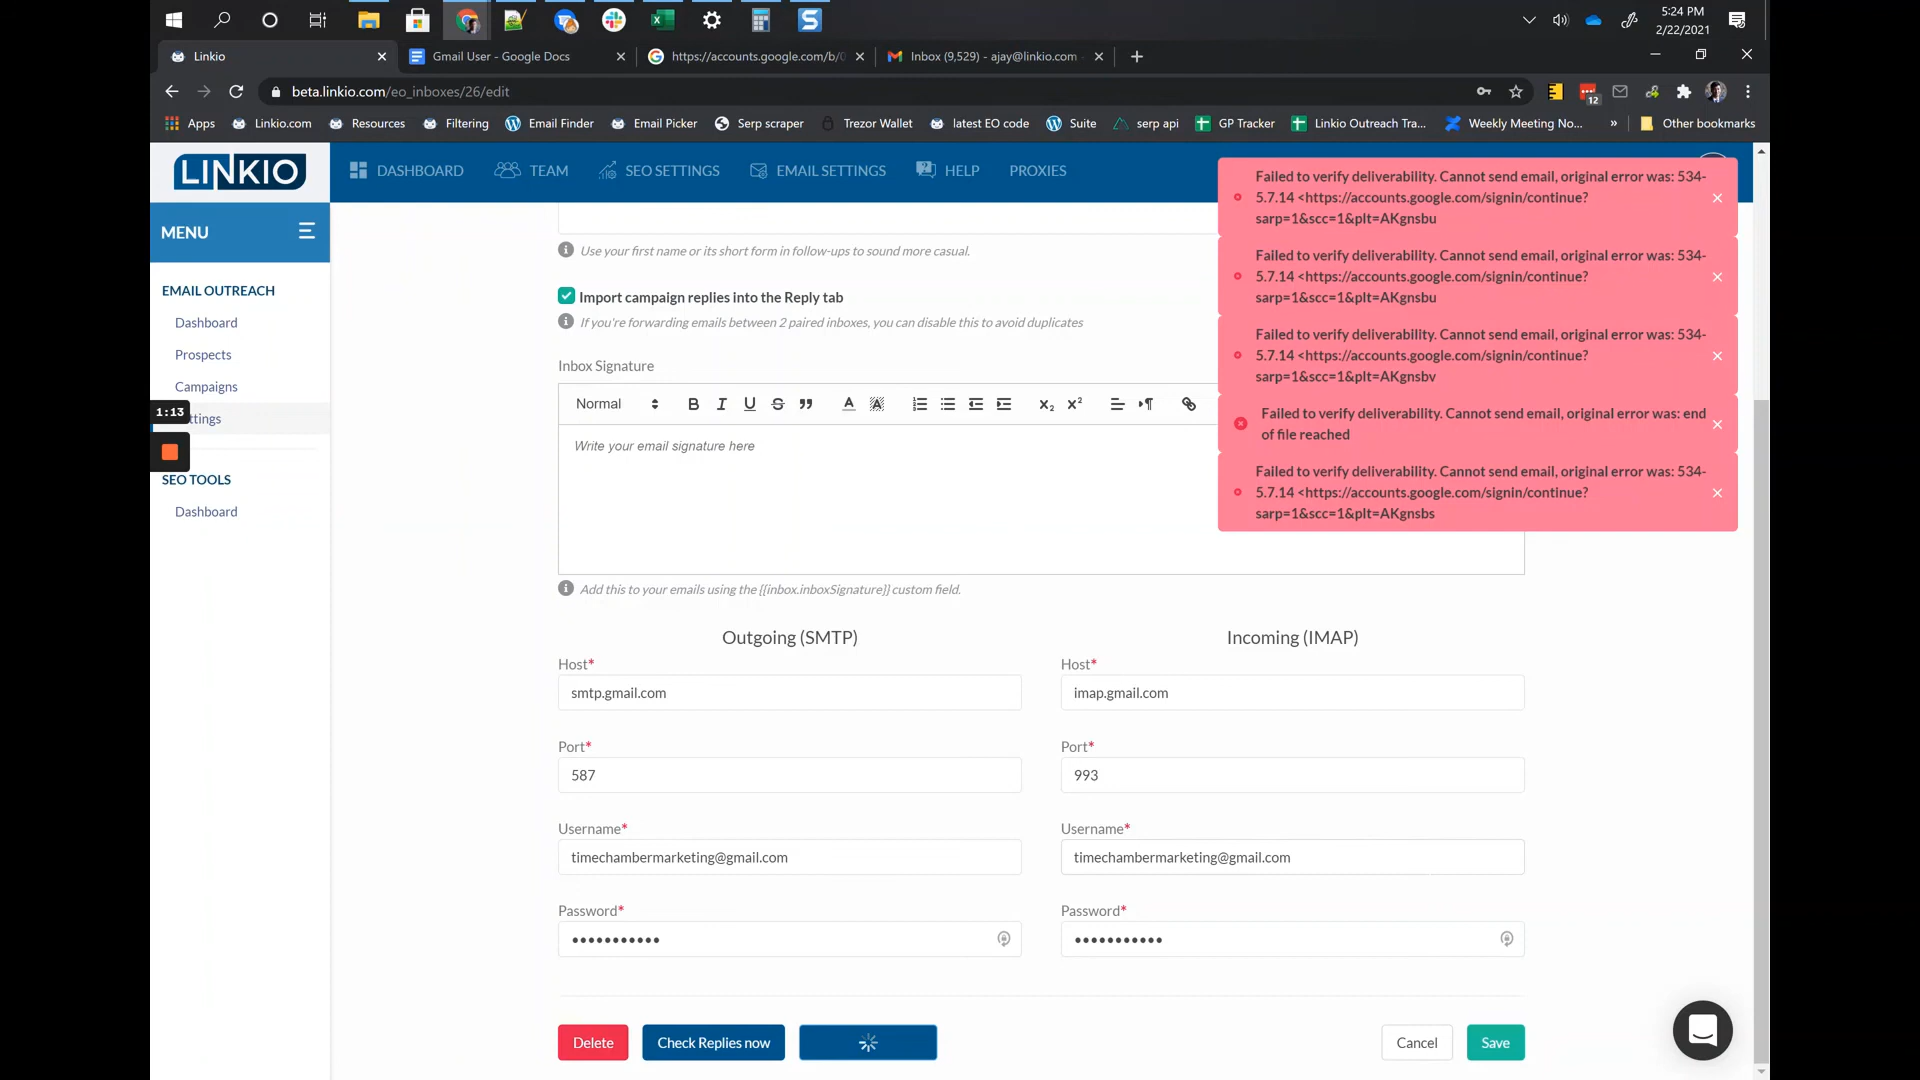 5:24 PM
2/22/2021
Linkio
Gmail User - Google Docs
https://accounts.google.com/b/0
Inbox (9,529) - ajay@linkio.com
beta.linkio.com/eo_inboxes/26/edit
12
Apps
Linkio.com
Resources
Filtering
Email Finder
Email Picker
Serp scraper
Trezor Wallet
latest EO code
Suite
serp api
GP Tracker
Linkio Outreach Tra...
Weekly Meeting No...
»
Other bookmarks
LINKIO
DASHBOARD
TEAM
SEO SETTINGS
EMAIL SETTINGS
HELP
PROXIES
MENU
EMAIL OUTREACH
Dashboard
Prospects
Campaigns
1:13
ttings
SEO TOOLS
Dashboard
Failed to verify deliverability. Cannot send email, original error was: 534-
5.7.14 <https://accounts.google.com/signin/continue?
sarp=1&scc=1&plt=AKgnsbu
Failed to verify deliverability. Cannot send email, original error was: 534-
5.7.14 <https://accounts.google.com/signin/continue?
sarp=1&scc=1&plt=AKgnsbu
Failed to verify deliverability. Cannot send email, original error was: 534-
5.7.14 <https://accounts.google.com/signin/continue?
sarp=1&scc=1&plt=AKgnsbv
Failed to verify deliverability. Cannot send email, original error was: end
of file reached
Failed to verify deliverability. Cannot send email, original error was: 534-
5.7.14 <https://accounts.google.com/signin/continue?
sarp=1&scc=1&plt=AKgnsbs
Use your first name or its short form in follow-ups to sound more casual.
Import campaign replies into the Reply tab
If you're forwarding emails between 2 paired inboxes, you can disable this to avoid duplicates
Inbox Signature
Normal
Write your email signature here
Add this to your emails using the {{inbox.inboxSignature}} custom field.
Outgoing (SMTP)
Host*
smtp.gmail.com
Port*
587
Username*
timechambermarketing@gmail.com
Password*
Incoming (IMAP)
Host*
imap.gmail.com
Port*
993
Username*
timechambermarketing@gmail.com
Password*
Delete
Check Replies now
Cancel
Save